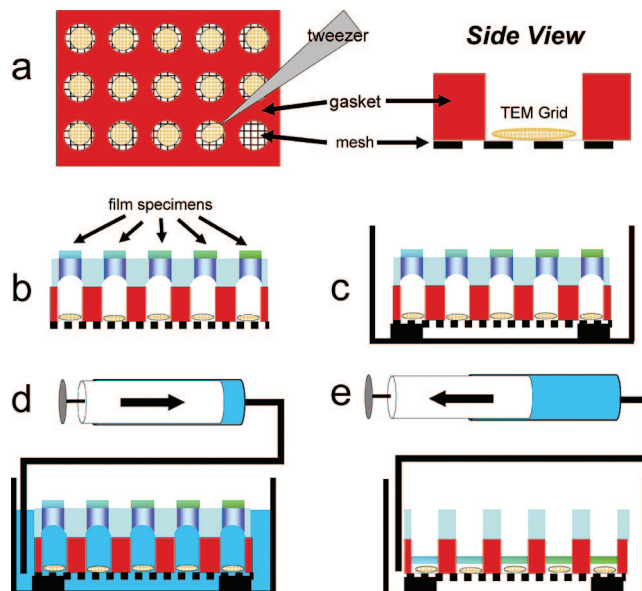 a
tweezer
Side View
gasket
TEM Grid
mesh
film specimens
b
c
d
e